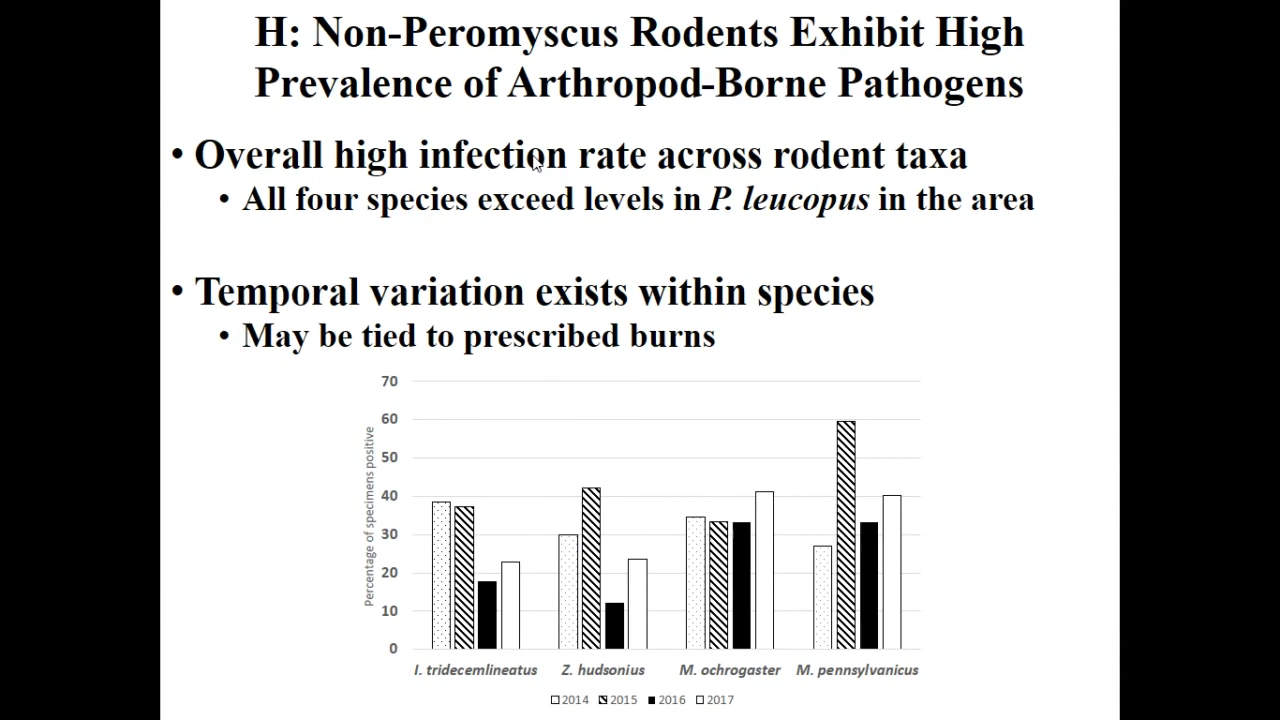 H: Non-Peromyscus Rodents Exhibit High
Prevalence of Arthropod-Borne Pathogens
• Overall high infection rate across rodent taxa
• All four species exceed levels in P. leucopus in the area
• Temporal variation exists within species
• May be tied to prescribed burns
Percentage of specimens positive
70
60
50
40
30
20
10
0
I. tridecemlineatus Z. hudsonius M. ochrogaster M. pennsylvanicus
2014 2015 2016 2017